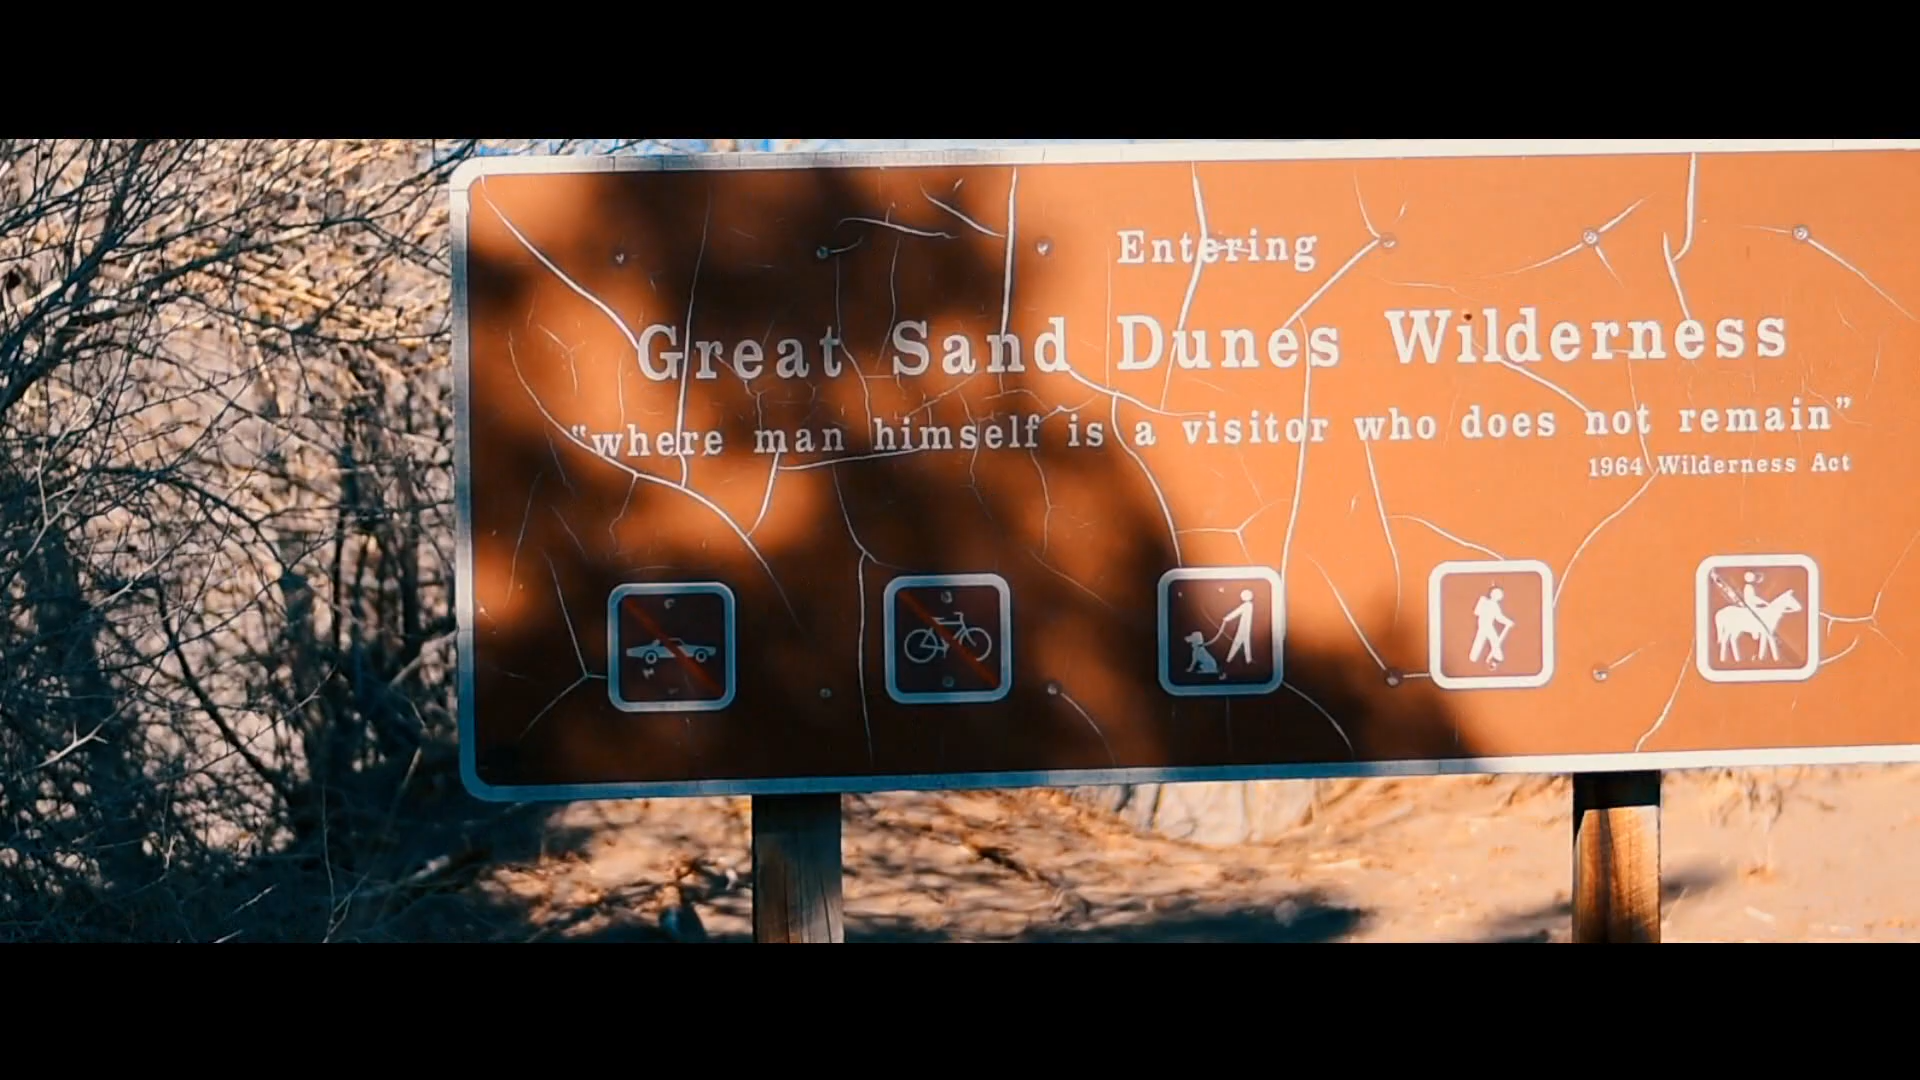 Entering
Great Sand Dunes Wilderness
“where man himself is a visitor who does not remain”
1964 Wilderness Act